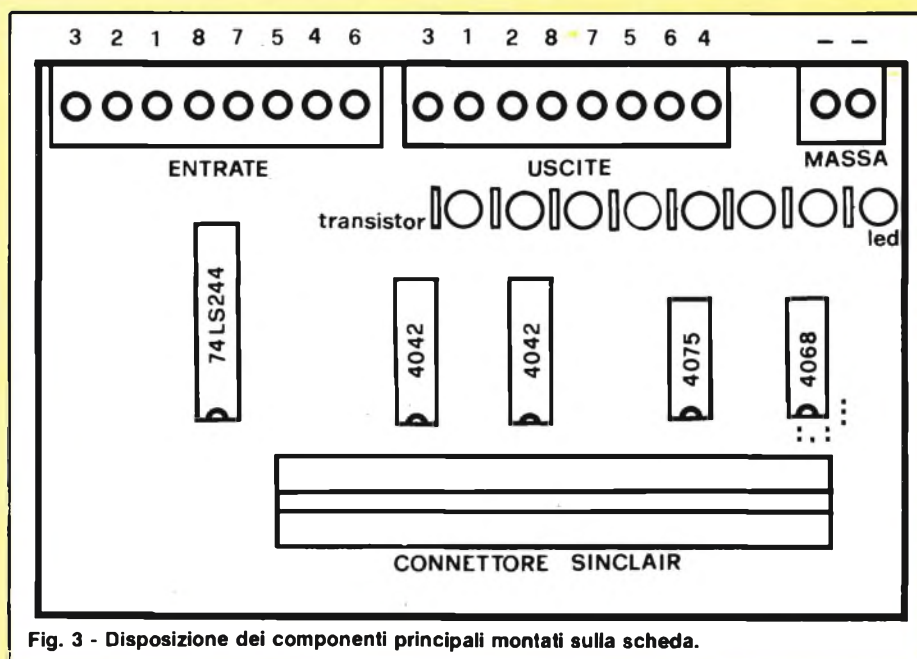 3 2 1 8 7 5 4 6 3 1 2 8 7 5 6 4 – –
ENTRATE USCITE MASSA
transistor led
74LS244 4042 4042 4075 4068
CONNETTORE SINCLAIR
Fig. 3 - Disposizione dei componenti principali montati sulla scheda.